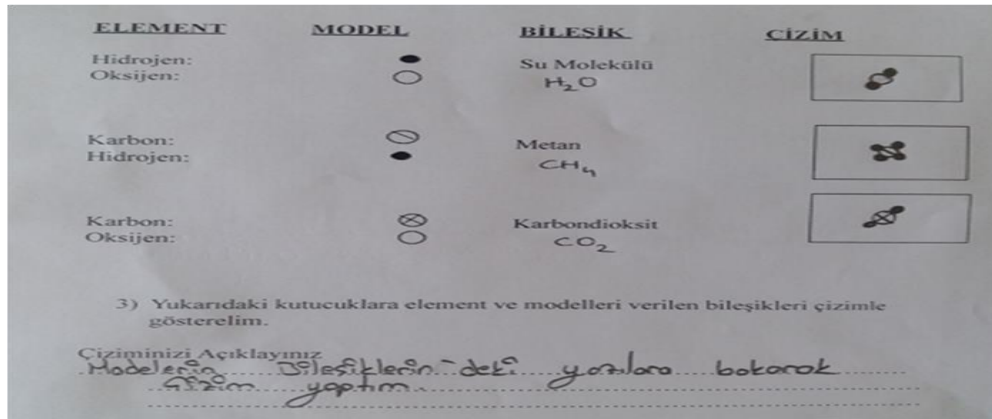 ELEMENT MODEL BİLEŞİK ÇİZİM
Hidrojen: Su Molekülü
Oksijen: H₂O
Karbon: Metan
Hidrojen: CH₄
Karbon: Karbondioksit
Oksijen: CO₂
3) Yukarıdaki kutucuklara element ve modelleri verilen bileşikleri çizimle
gösterelim.
Çiziminizi Açıklayınız
Modelerin Bileşiklerin-deki yazılara bakarak
Çizim yaptım.